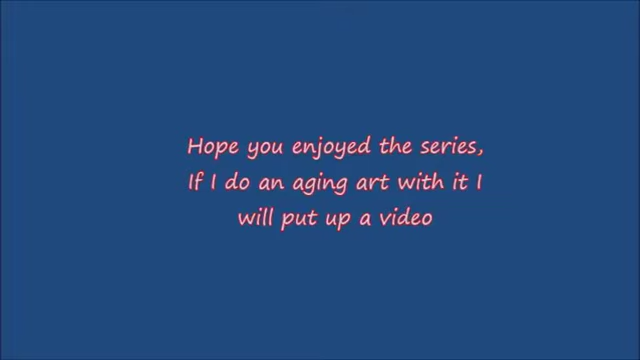 Hope you enjoyed the series,
If I do an aging art with it I
will put up a video